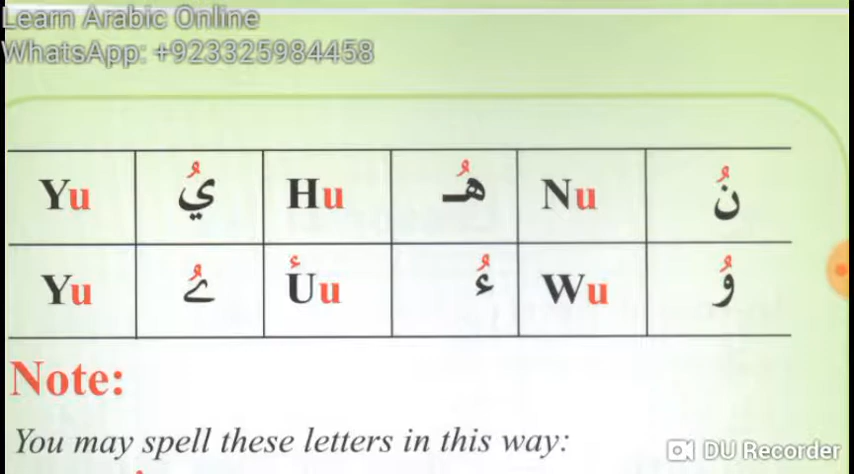 Learn Arabic Online
WhatsApp: +923325984458
Yu يُ Hu هُـ Nu نُ
Yu ےُ Úu ءُ Wu وُ
Note:
You may spell these letters in this way:
DU Recorder